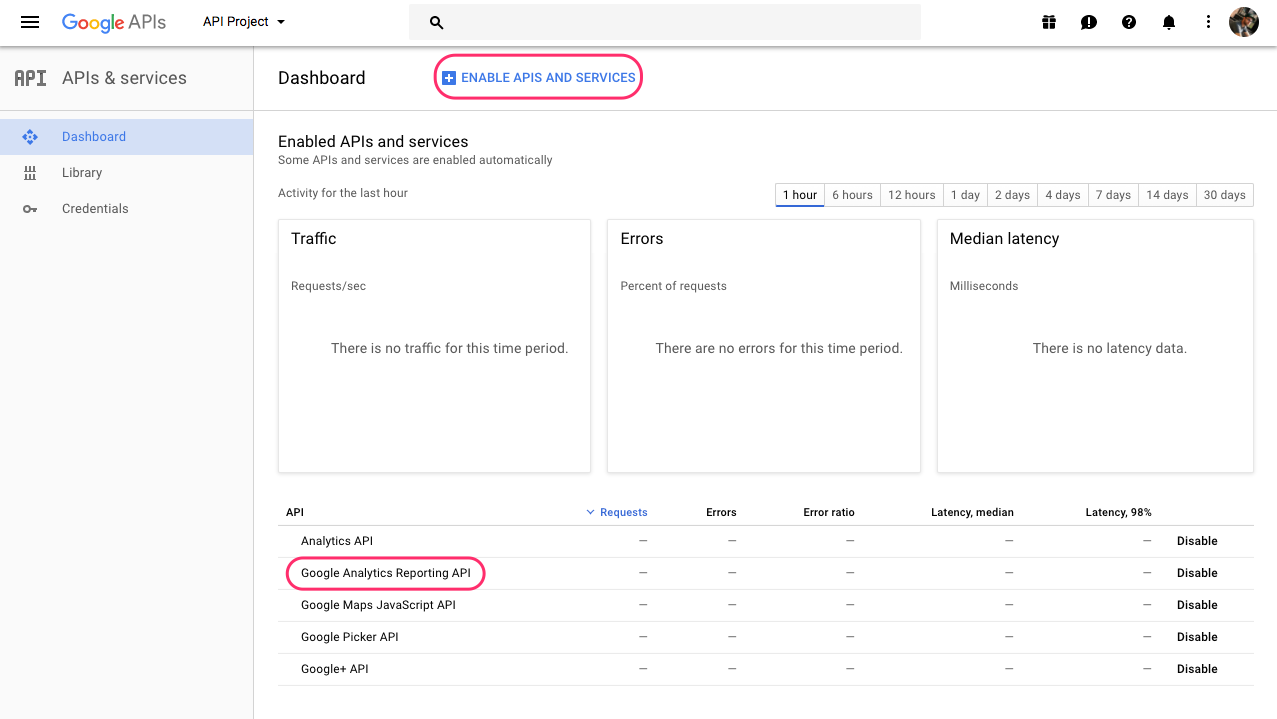 Google APIs API Project
API APIs & services Dashboard ENABLE APIS AND SERVICES
Dashboard
Library
Credentials
Enabled APIs and services
Some APIs and services are enabled automatically
Activity for the last hour 1 hour 6 hours 12 hours 1 day 2 days 4 days 7 days 14 days 30 days
Traffic Errors Median latency
Requests/sec Percent of requests Milliseconds
There is no traffic for this time period. There are no errors for this time period. There is no latency data.
API Requests Errors Error ratio Latency, median Latency, 98%
Analytics API — — — — — Disable
Google Analytics Reporting API — — — — — Disable
Google Maps JavaScript API — — — — — Disable
Google Picker API — — — — — Disable
Google+ API — — — — — Disable